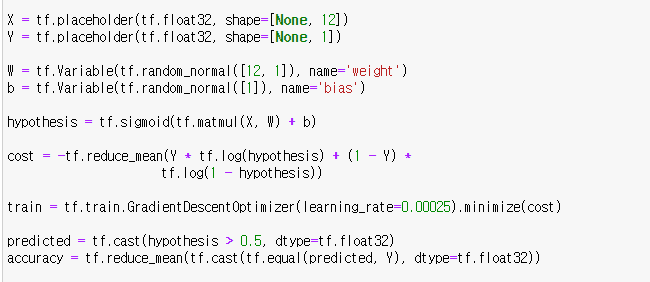 X = tf.placeholder(tf.float32, shape=[None, 12])
Y = tf.placeholder(tf.float32, shape=[None, 1])
W = tf.Variable(tf.random_normal([12, 1]), name='weight')
b = tf.Variable(tf.random_normal([1]), name='bias')
hypothesis = tf.sigmoid(tf.matmul(X, W) + b)
cost = -tf.reduce_mean(Y * tf.log(hypothesis) + (1 - Y) *
tf.log(1 - hypothesis))
train = tf.train.GradientDescentOptimizer(learning_rate=0.00025).minimize(cost)
predicted = tf.cast(hypothesis > 0.5, dtype=tf.float32)
accuracy = tf.reduce_mean(tf.cast(tf.equal(predicted, Y), dtype=tf.float32))